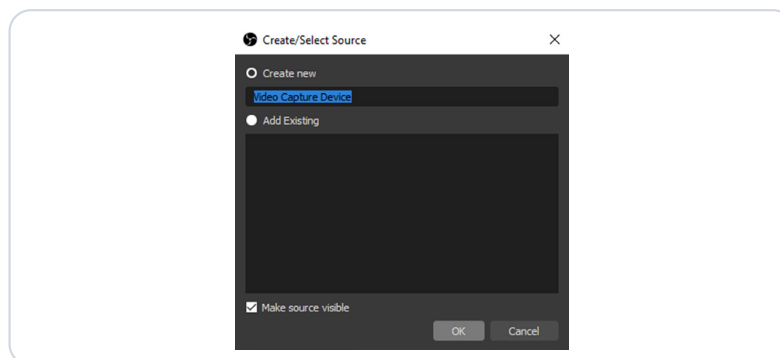 Create/Select Source
Create new
Video Capture Device
Add Existing
Make source visible
OK Cancel